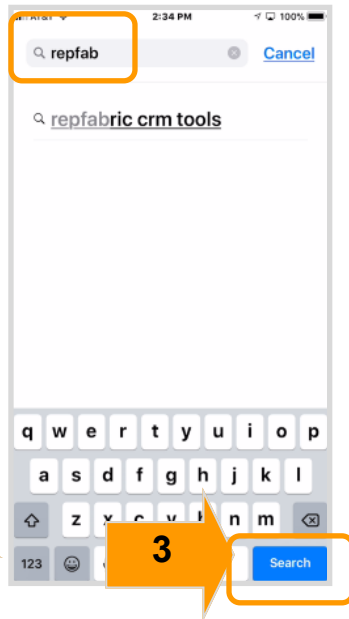 2:34 PM 100%
repfab Cancel
repfabric crm tools
q w e r t y u i o p
a s d f g h j k l
z n m
3
123 Search